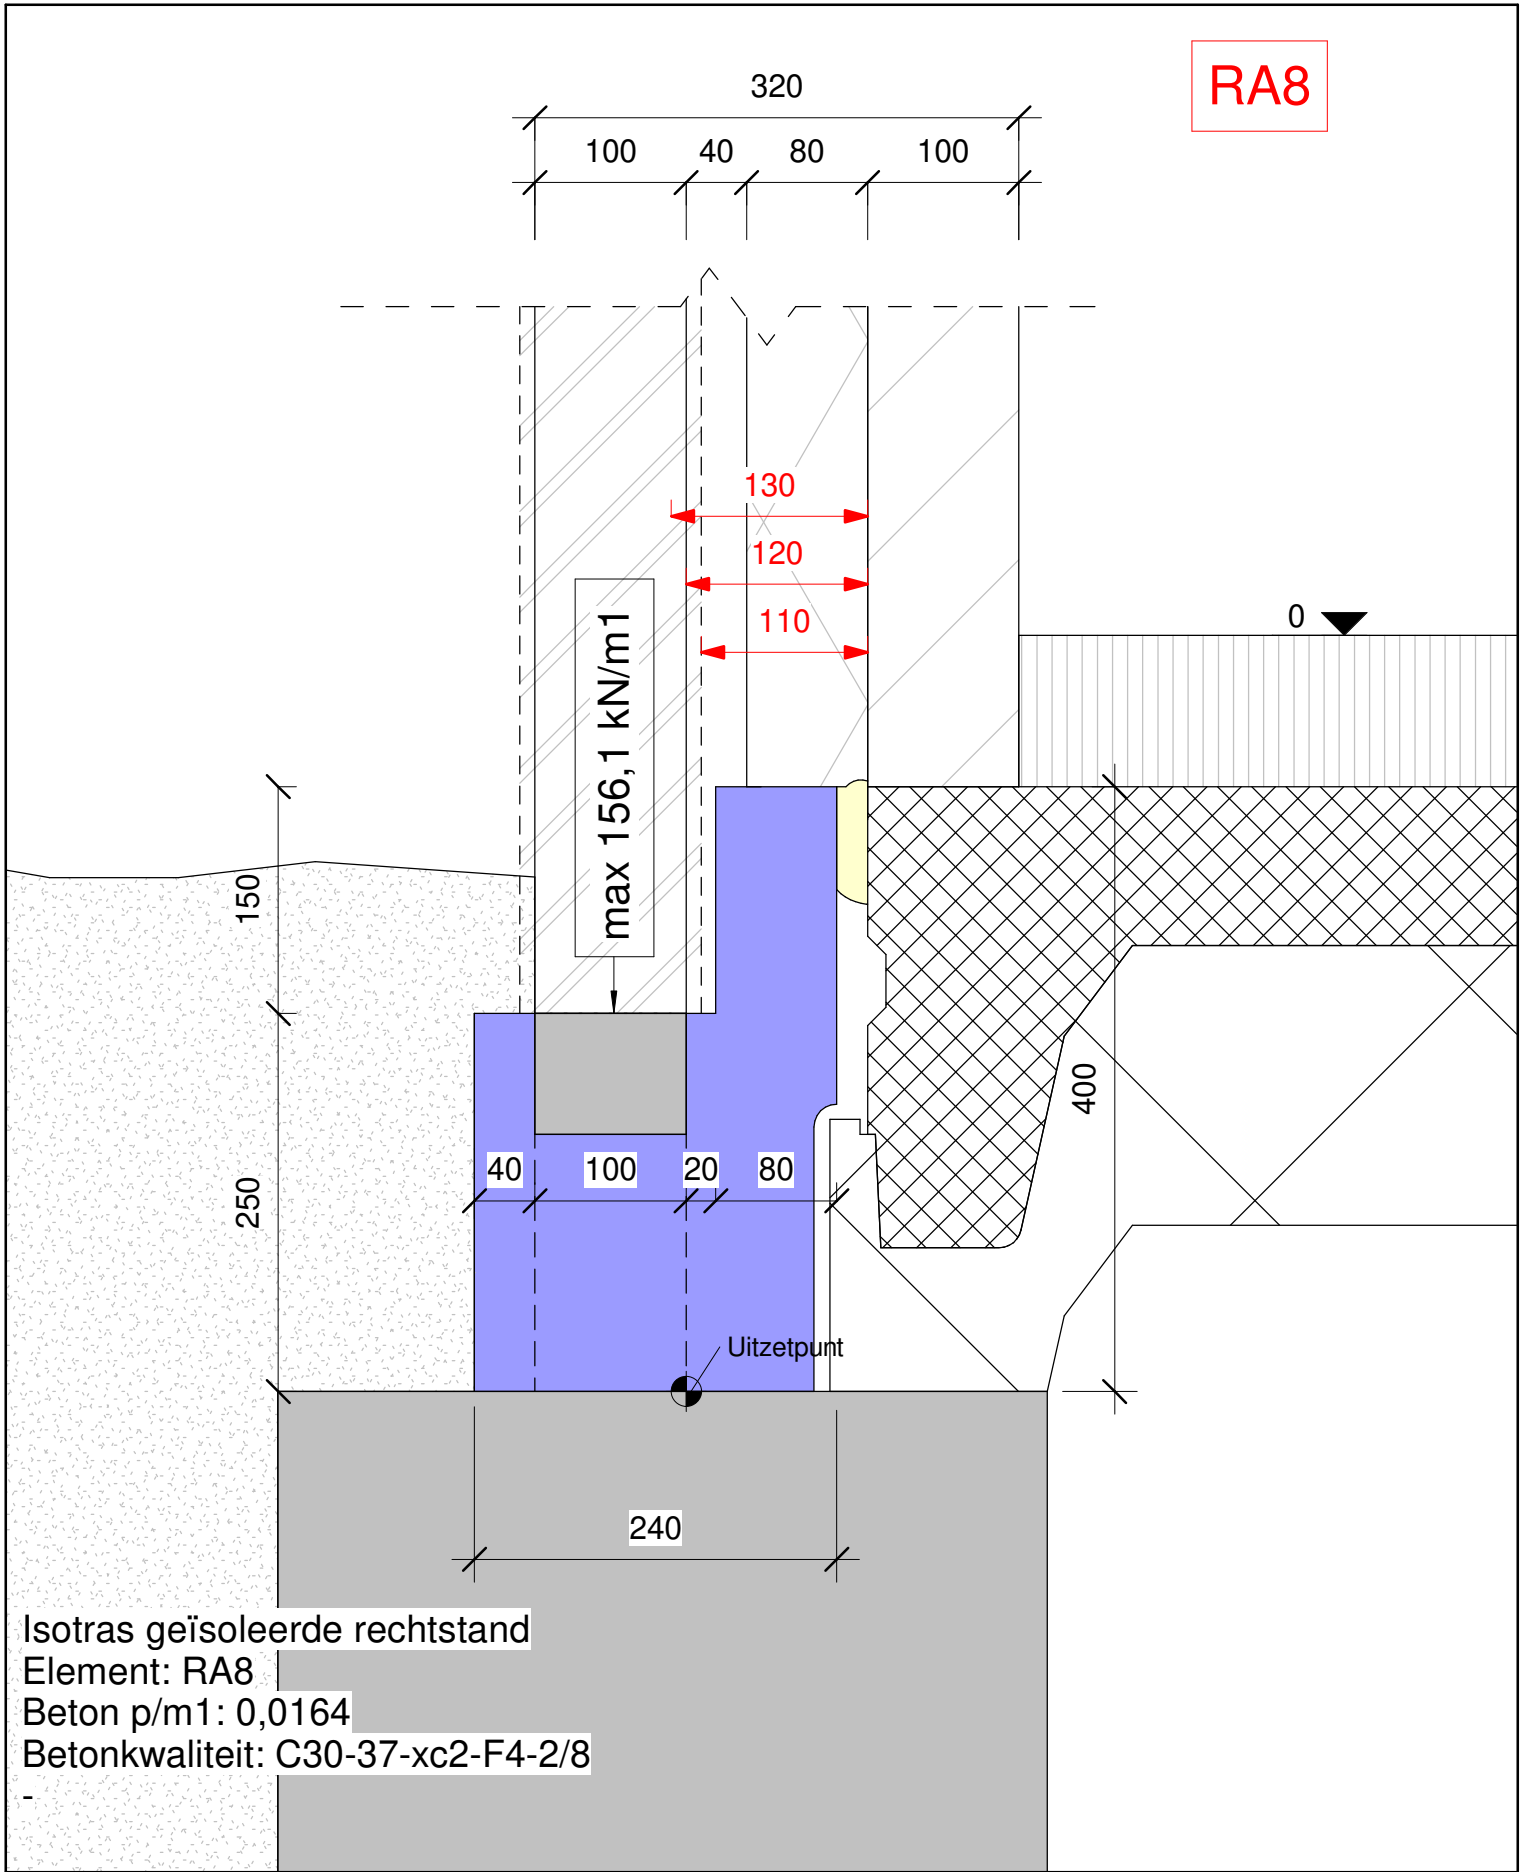 RA8
320
100 40 80 100
130
120
110
max 156,1 kN/m1
0
150
400
250
40 100 20 80
Uitzetpunt
240
Isotras geïsoleerde rechtstand
Element: RA8
Beton p/m1: 0,0164
Betonkwaliteit: C30-37-xc2-F4-2/8
-